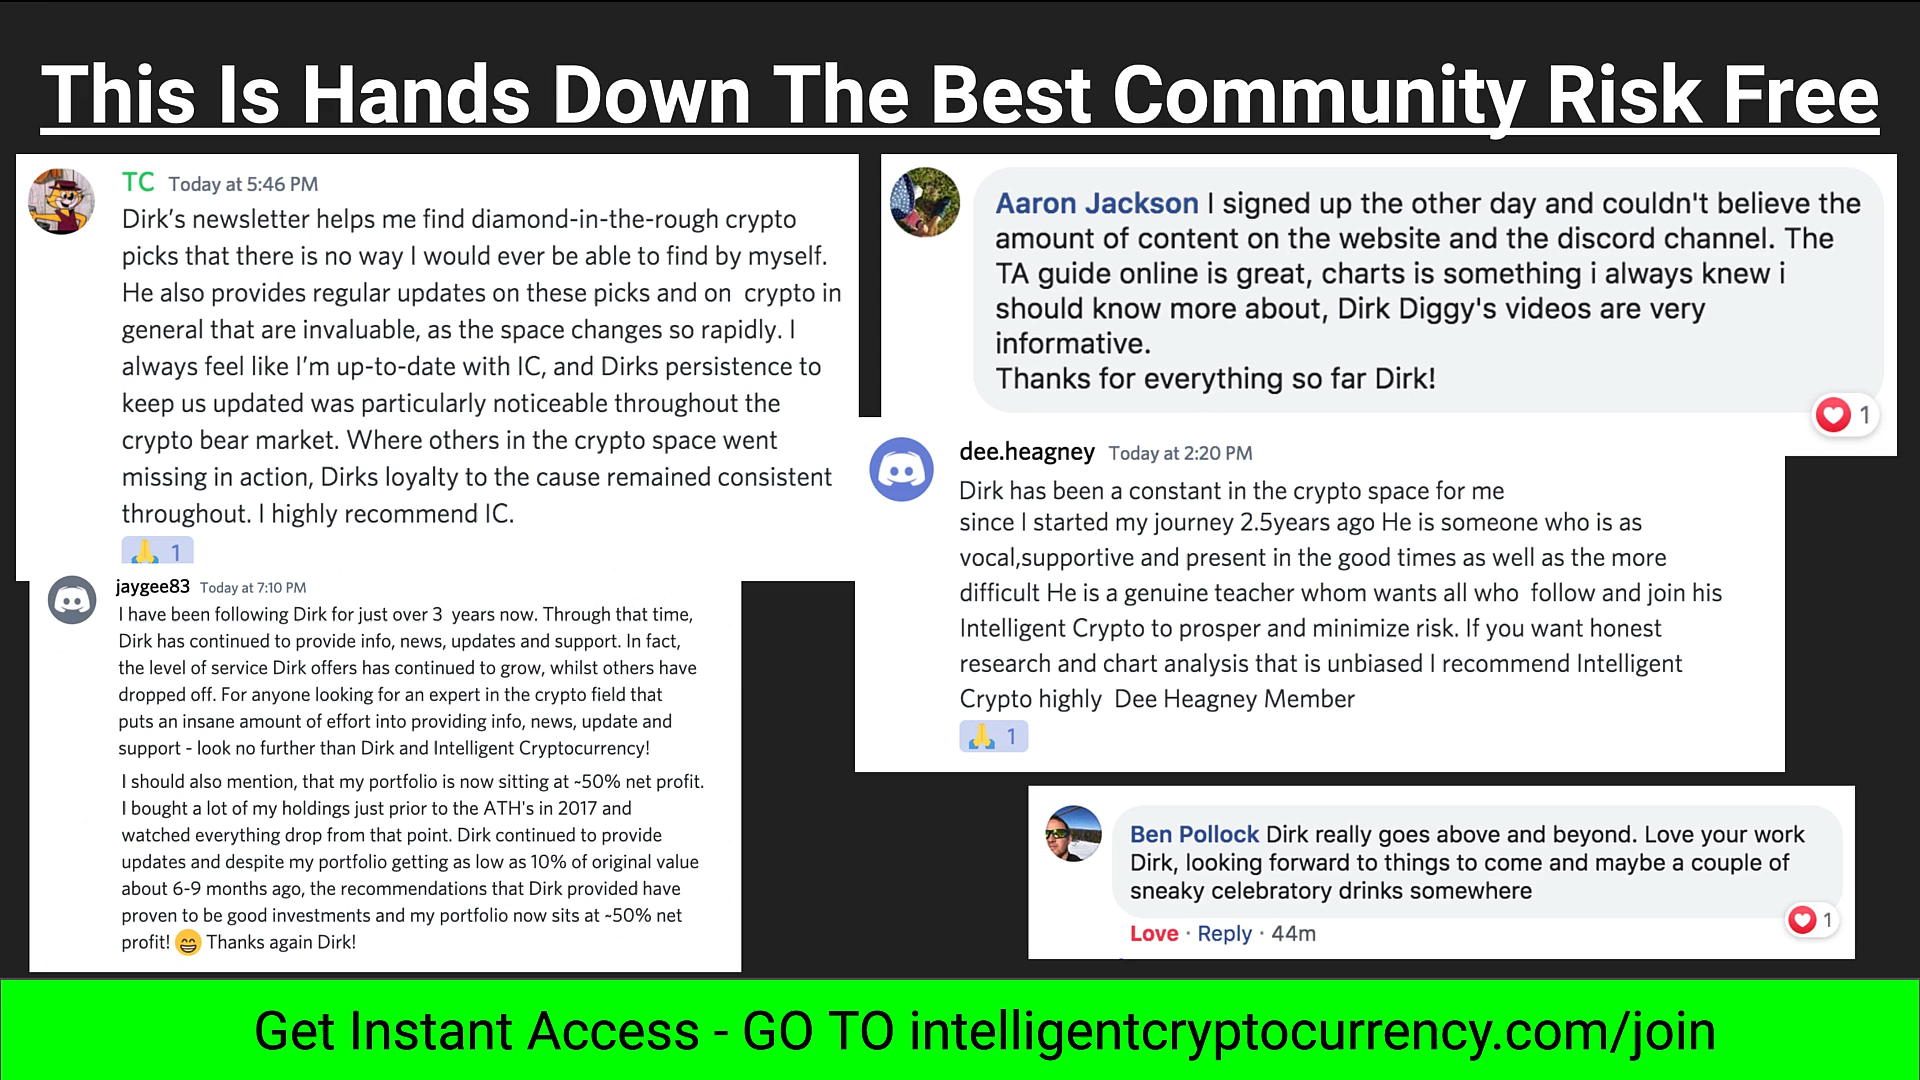 This Is Hands Down The Best Community Risk Free
TC Today at 5:46 PM
Dirk’s newsletter helps me find diamond-in-the-rough crypto
picks that there is no way I would ever be able to find by myself.
He also provides regular updates on these picks and on  crypto in
general that are invaluable, as the space changes so rapidly. I
always feel like I’m up-to-date with IC, and Dirks persistence to
keep us updated was particularly noticeable throughout the
crypto bear market. Where others in the crypto space went
missing in action, Dirks loyalty to the cause remained consistent
throughout. I highly recommend IC.
🙏 1
jaygee83 Today at 7:10 PM
I have been following Dirk for just over 3  years now. Through that time,
Dirk has continued to provide info, news, updates and support. In fact,
the level of service Dirk offers has continued to grow, whilst others have
dropped off. For anyone looking for an expert in the crypto field that
puts an insane amount of effort into providing info, news, update and
support - look no further than Dirk and Intelligent Cryptocurrency!
I should also mention, that my portfolio is now sitting at ~50% net profit.
I bought a lot of my holdings just prior to the ATH's in 2017 and
watched everything drop from that point. Dirk continued to provide
updates and despite my portfolio getting as low as 10% of original value
about 6-9 months ago, the recommendations that Dirk provided have
proven to be good investments and my portfolio now sits at ~50% net
profit! 😁 Thanks again Dirk!
Aaron Jackson I signed up the other day and couldn't believe the
amount of content on the website and the discord channel. The
TA guide online is great, charts is something i always knew i
should know more about, Dirk Diggy's videos are very
informative.
Thanks for everything so far Dirk!
1
dee.heagney Today at 2:20 PM
Dirk has been a constant in the crypto space for me
since I started my journey 2.5years ago He is someone who is as
vocal,supportive and present in the good times as well as the more
difficult He is a genuine teacher whom wants all who  follow and join his
Intelligent Crypto to prosper and minimize risk. If you want honest
research and chart analysis that is unbiased I recommend Intelligent
Crypto highly  Dee Heagney Member
🙏 1
Ben Pollock Dirk really goes above and beyond. Love your work
Dirk, looking forward to things to come and maybe a couple of
sneaky celebratory drinks somewhere
1
Love · Reply · 44m
Get Instant Access - GO TO intelligentcryptocurrency.com/join